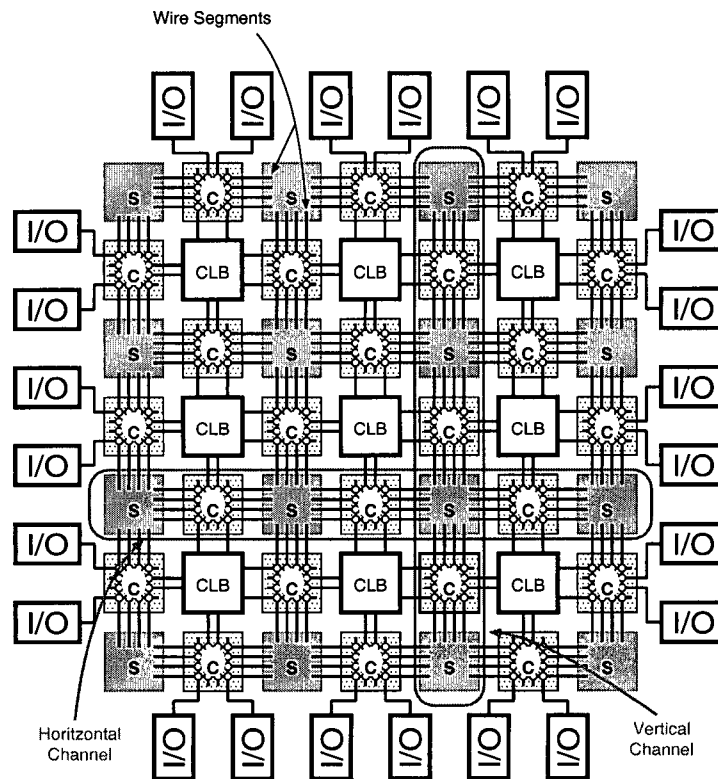 Wire Segments
I/O I/O I/O I/O I/O I/O
S C S C S C S
I/O I/O
C CLB C CLB C CLB C
I/O I/O
S C S C S C S
I/O I/O
C CLB C CLB C CLB C
I/O I/O
S C S C S C S
I/O I/O
C CLB C CLB C CLB C
I/O I/O
S C S C S C S
I/O I/O I/O I/O I/O I/O
Horitzontal
Channel
Vertical
Channel